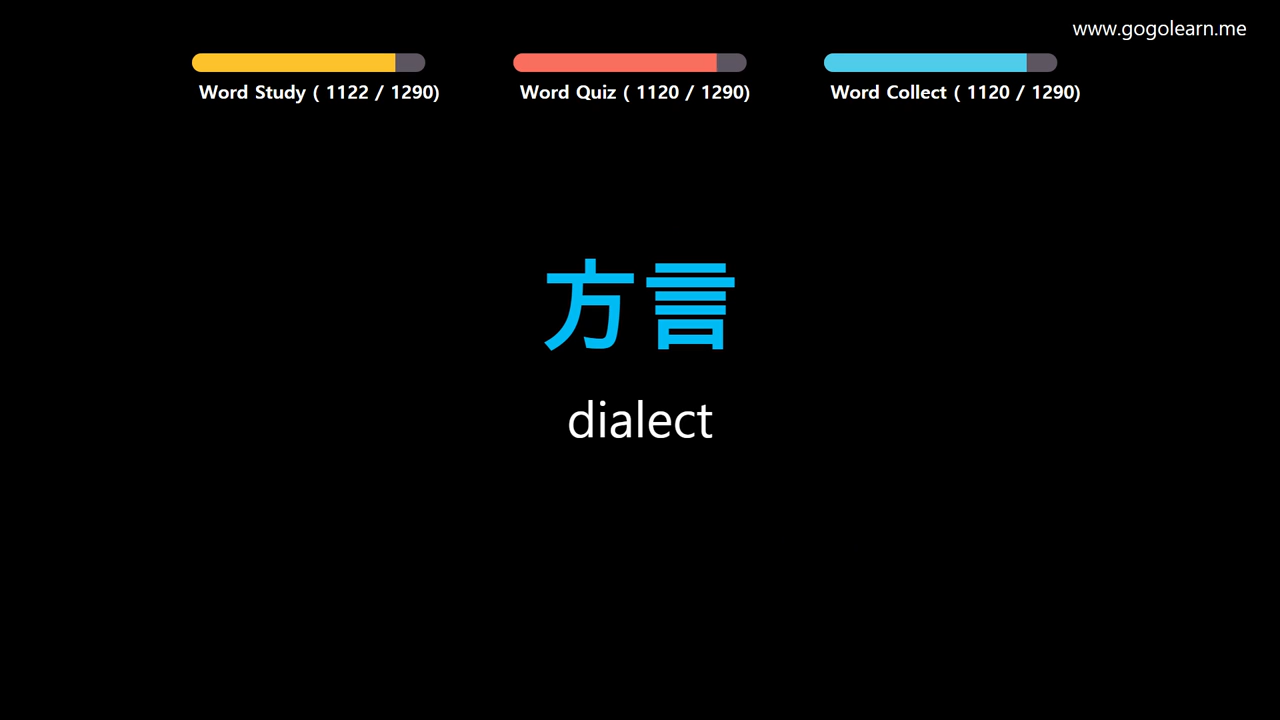 www.gogolearn.me
Word Study ( 1122 / 1290)
Word Quiz ( 1120 / 1290)
Word Collect ( 1120 / 1290)
方言
dialect